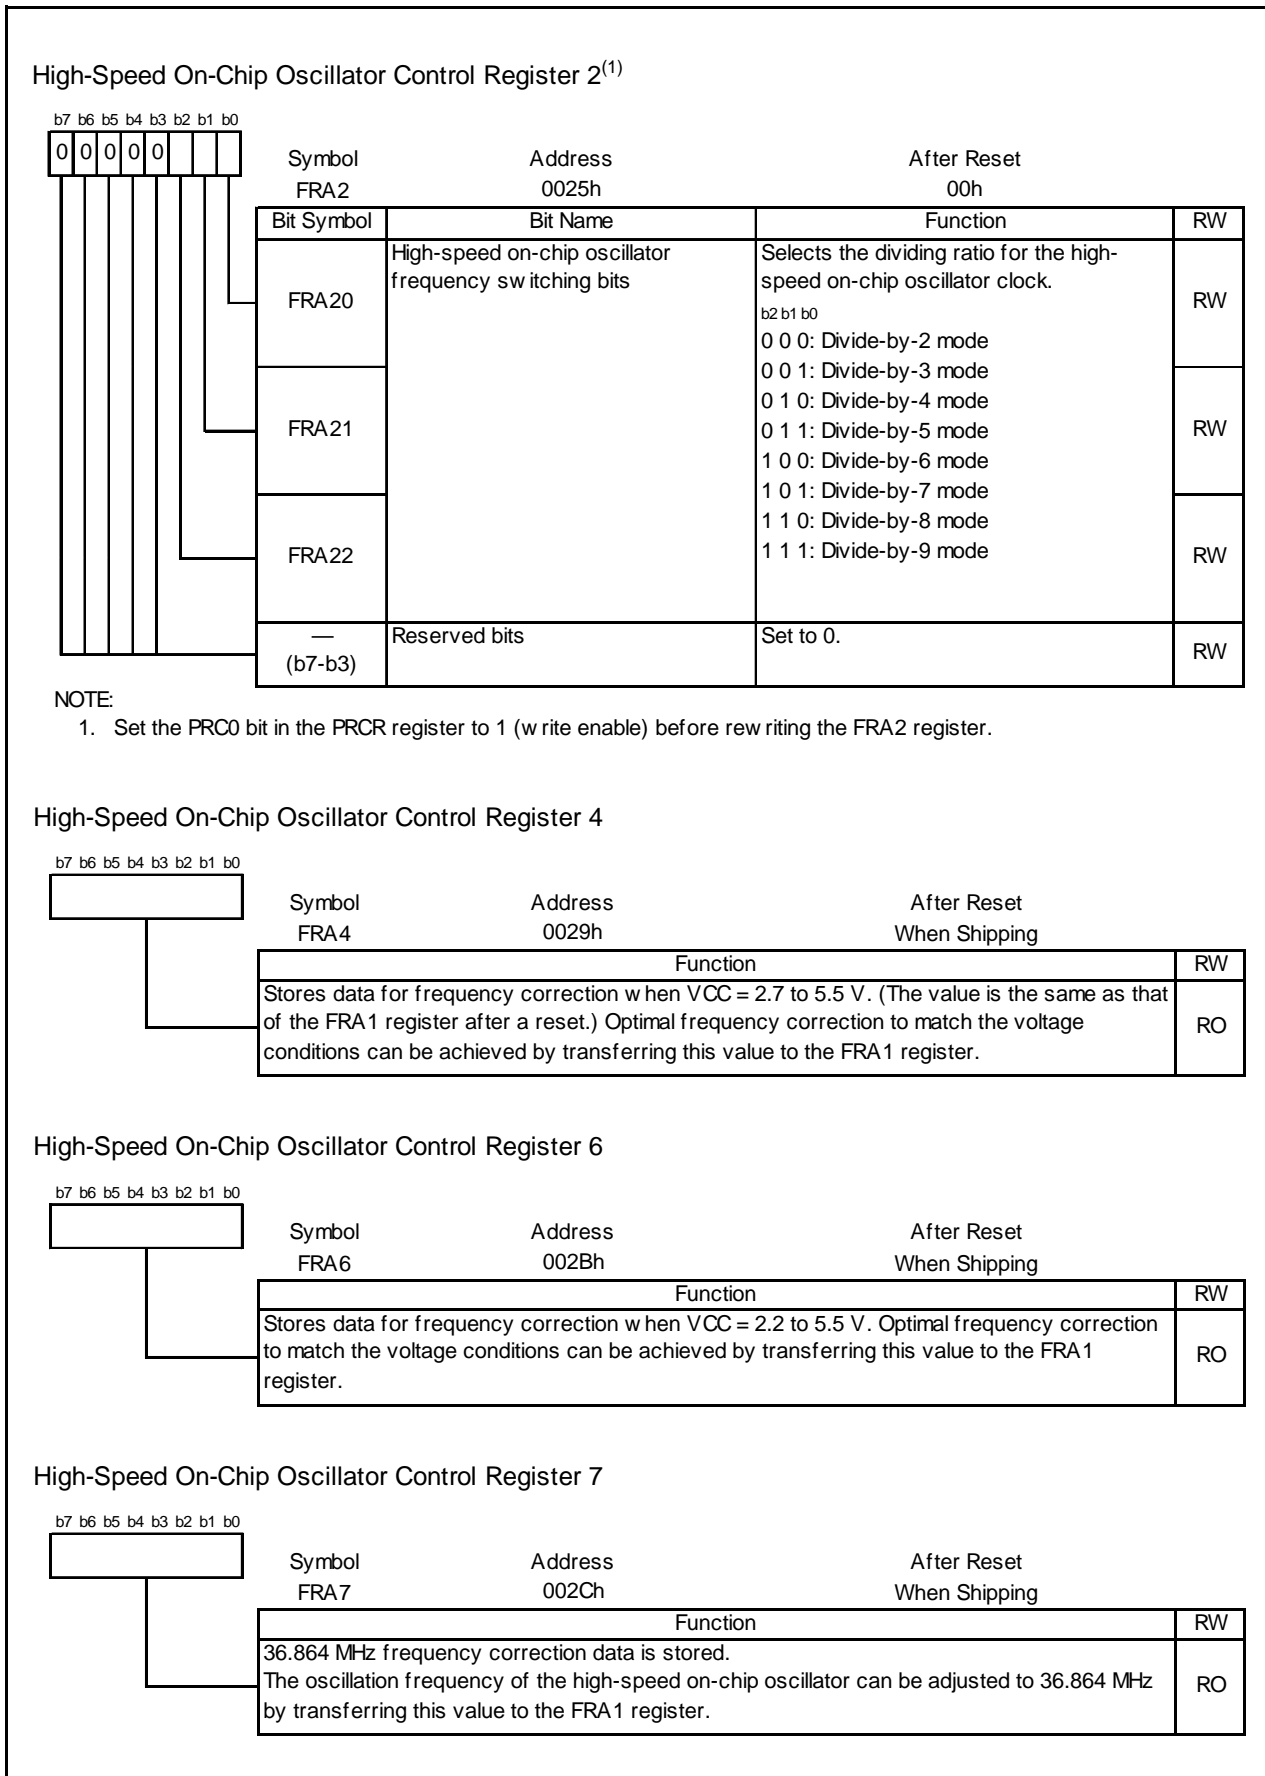 High-Speed On-Chip Oscillator Control Register 2(1)
b7 b6 b5 b4 b3 b2 b1 b0
0 0 0 0 0
Symbol Address After Reset
FRA2 0025h 00h
Bit Symbol Bit Name Function RW
FRA20 High-speed on-chip oscillator Selects the dividing ratio for the high- RW
frequency switching bits speed on-chip oscillator clock.
b2 b1 b0
0 0 0: Divide-by-2 mode
0 0 1: Divide-by-3 mode
0 1 0: Divide-by-4 mode
FRA21 0 1 1: Divide-by-5 mode RW
1 0 0: Divide-by-6 mode
1 0 1: Divide-by-7 mode
1 1 0: Divide-by-8 mode
FRA22 1 1 1: Divide-by-9 mode RW
— Reserved bits Set to 0. RW
(b7-b3)
NOTE:
1. Set the PRC0 bit in the PRCR register to 1 (write enable) before rewriting the FRA2 register.
High-Speed On-Chip Oscillator Control Register 4
b7 b6 b5 b4 b3 b2 b1 b0
Symbol Address After Reset
FRA4 0029h When Shipping
Function RW
Stores data for frequency correction when VCC = 2.7 to 5.5 V. (The value is the same as that
of the FRA1 register after a reset.) Optimal frequency correction to match the voltage RO
conditions can be achieved by transferring this value to the FRA1 register.
High-Speed On-Chip Oscillator Control Register 6
b7 b6 b5 b4 b3 b2 b1 b0
Symbol Address After Reset
FRA6 002Bh When Shipping
Function RW
Stores data for frequency correction when VCC = 2.2 to 5.5 V. Optimal frequency correction
to match the voltage conditions can be achieved by transferring this value to the FRA1 RO
register.
High-Speed On-Chip Oscillator Control Register 7
b7 b6 b5 b4 b3 b2 b1 b0
Symbol Address After Reset
FRA7 002Ch When Shipping
Function RW
36.864 MHz frequency correction data is stored.
The oscillation frequency of the high-speed on-chip oscillator can be adjusted to 36.864 MHz RO
by transferring this value to the FRA1 register.